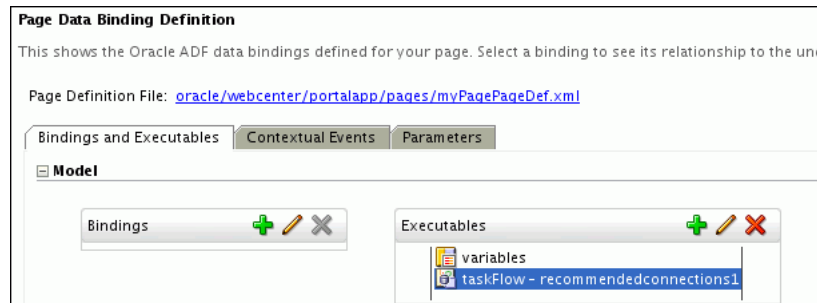 Page Data Binding Definition
This shows the Oracle ADF data bindings defined for your page. Select a binding to see its relationship to the
Page Definition File: oracle/webcenter/portalapp/pages/myPagePageDef.xml
Bindings and Executables Contextual Events Parameters
Model
Bindings Executables
variables
taskFlow - recommendedconnections1